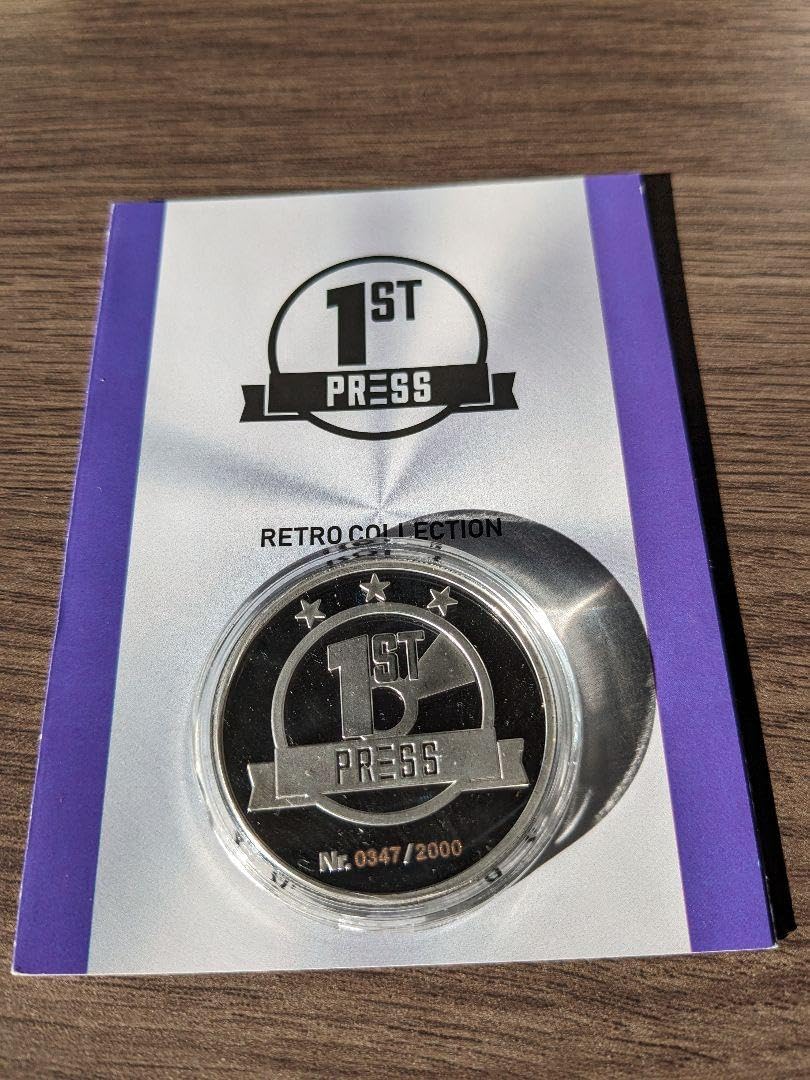 1ST
PRESS
RETRO COLLECTION
1ST
PRESS
Nr. 0347/2000